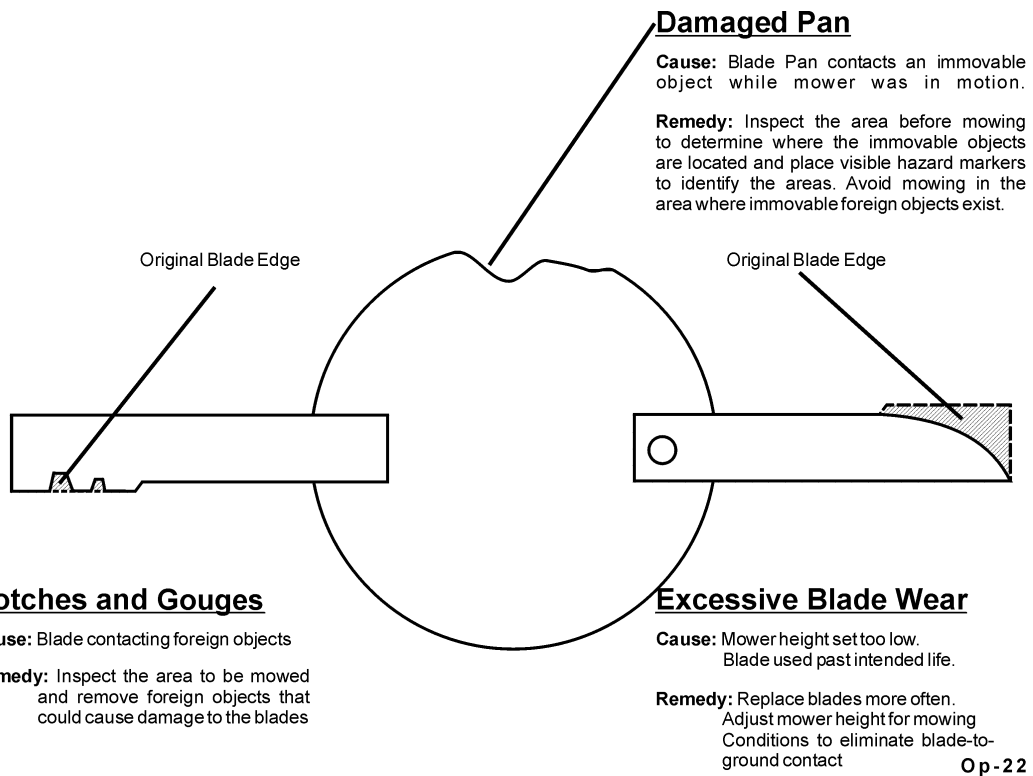 Damaged Pan
Cause: Blade Pan contacts an immovable
object while mower was in motion.
Remedy: Inspect the area before mowing
to determine where the immovable objects
are located and place visible hazard markers
to identify the areas. Avoid mowing in the
area where immovable foreign objects exist.
Original Blade Edge
Original Blade Edge
otches and Gouges
use: Blade contacting foreign objects
medy: Inspect the area to be mowed
and remove foreign objects that
could cause damage to the blades
Excessive Blade Wear
Cause: Mower height set too low.
Blade used past intended life.
Remedy: Replace blades more often.
Adjust mower height for mowing
Conditions to eliminate blade-to-
ground contact
Op-22